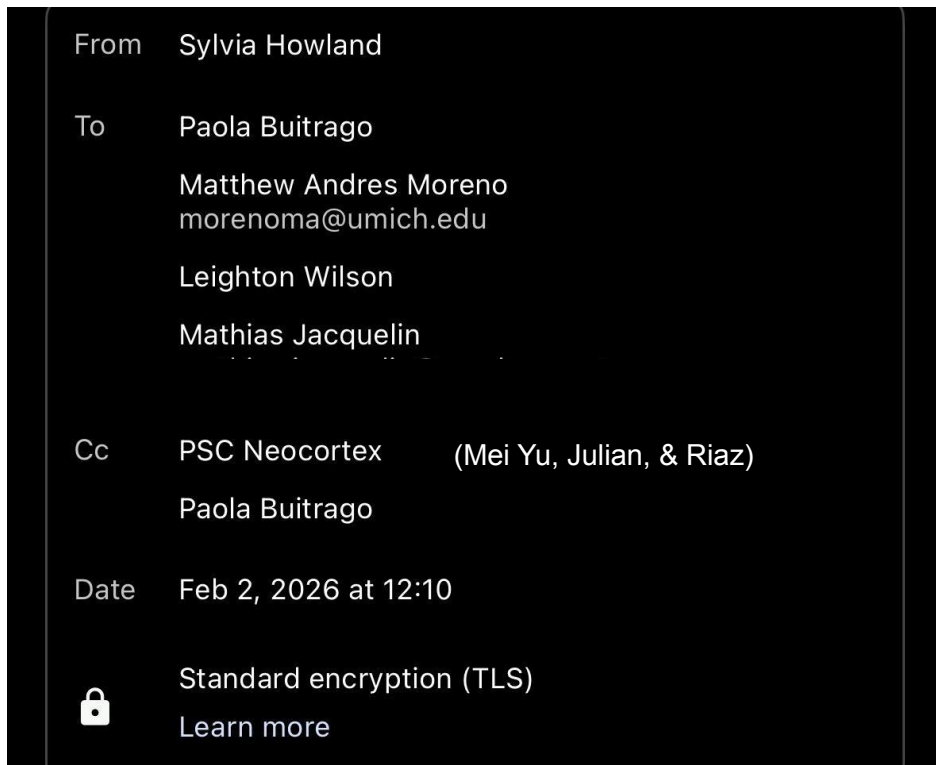 From Sylvia Howland
To Paola Buitrago
Matthew Andres Moreno
morenoma@umich.edu
Leighton Wilson
Mathias Jacquelin
Cc PSC Neocortex (Mei Yu, Julian, & Riaz)
Paola Buitrago
Date Feb 2, 2026 at 12:10
Standard encryption (TLS)
Learn more